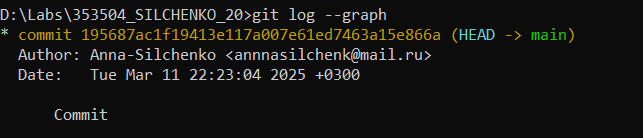 D:\Labs\353504_SILCHENKO_20>git log --graph
* commit 195687ac1f19413e117a007e61ed7463a15e866a (HEAD -> main)
  Author: Anna-Silchenko <annnasilchenk@mail.ru>
  Date:   Tue Mar 11 22:23:04 2025 +0300
      Commit